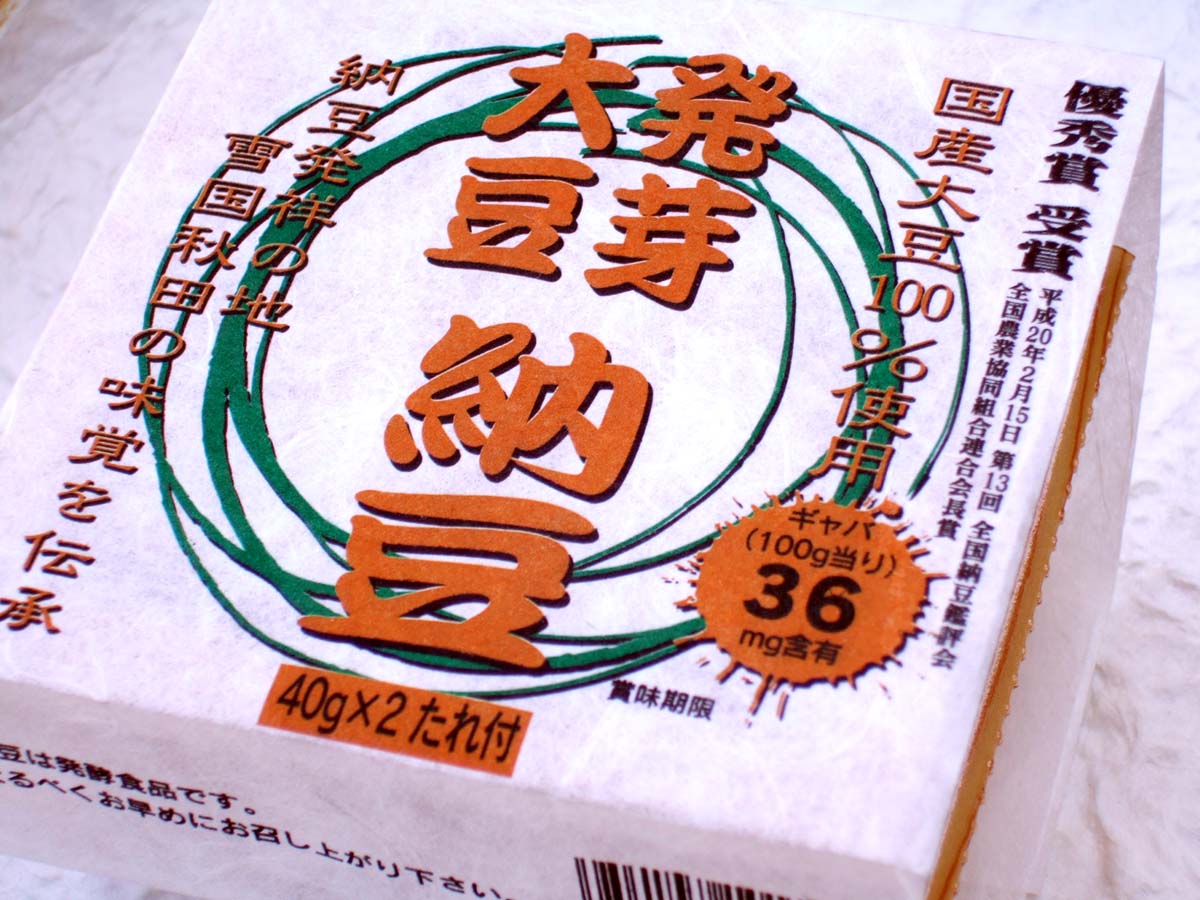 優秀賞 受賞
平成20年2月15日 第13回 全国納豆鑑評会
全国農業協同組合連合会長賞
国産大豆100%使用
発芽
大豆
納豆
納豆発祥の地
雪国秋田の味覚を伝承
ギャバ
(100g当り)
36
mg含有
賞味期限
40g×2たれ付
豆は発酵食品です。
るべくお早めにお召し上がり下さい。